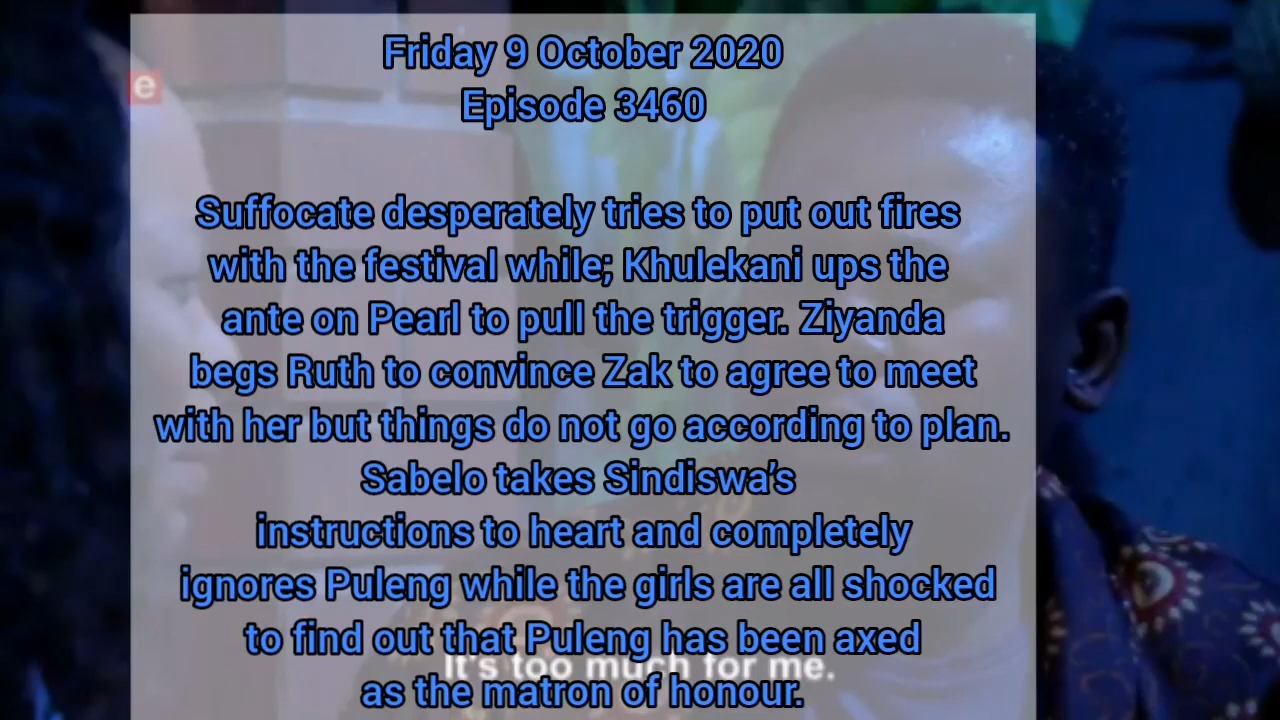 Friday 9 October 2020
Episode 3460
e
Suffocate desperately tries to put out fires
with the festival while; Khulekani ups the
ante on Pearl to pull the trigger. Ziyanda
begs Ruth to convince Zak to agree to meet
with her but things do not go according to plan.
Sabelo takes Sindiswa’s
instructions to heart and completely
ignores Puleng while the girls are all shocked
to find out that Puleng has been axed
It's too much for me.
as the matron of honour.